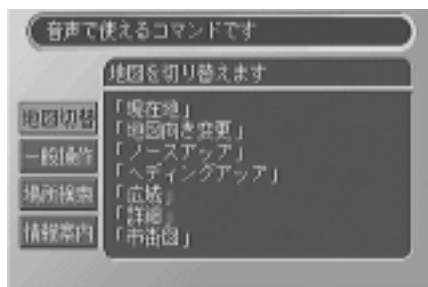 音声で使えるコマンドです
地図を切り替えます
地図切替
一般操作
場所検索
情報案内
「現在地」
「地図向き変更」
「ノースアップ」
「ヘディングアップ」
「広域」
「詳細」
「市街図」